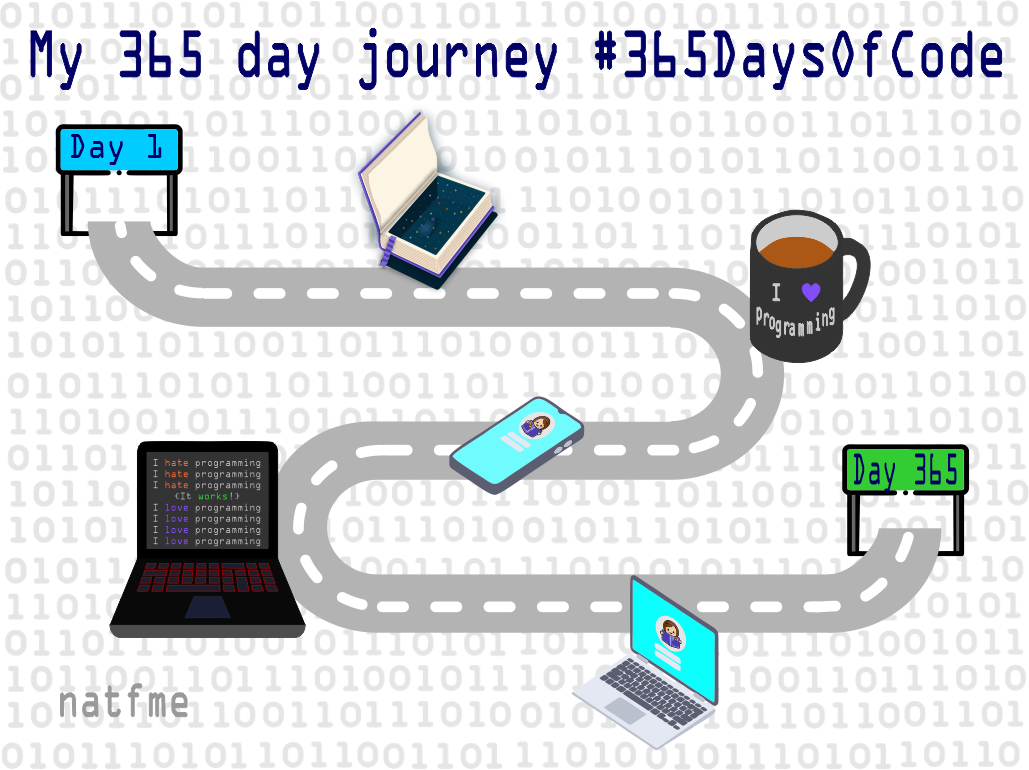 My 365 day journey #365DaysOfCode
Day 1
I ♥
Programming
I hate programming
I hate programming
I hate programming
{It works!}
I love programming
I love programming
I love programming
I love programming
Day 365
natfme